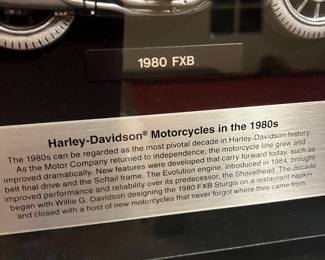 1980 FXB
Harley-Davidson® Motorcycles in the 1980s
The 1980s can be regarded as the most pivotal decade in Harley-Davidson history.
As the Motor Company returned to independence, the motorcycle line grew and
improved dramatically. New features were developed that carry forward today, such as
belt final drive and the Softail frame. The Evolution engine, introduced in 1984, brought
improved performance and reliability over its predecessor, the Shovelhead. The decade
began with Willie G. Davidson designing the 1980 FXB Sturgis on a restaurant napkin
and closed with a host of new motorcycles that never forgot where they came from.